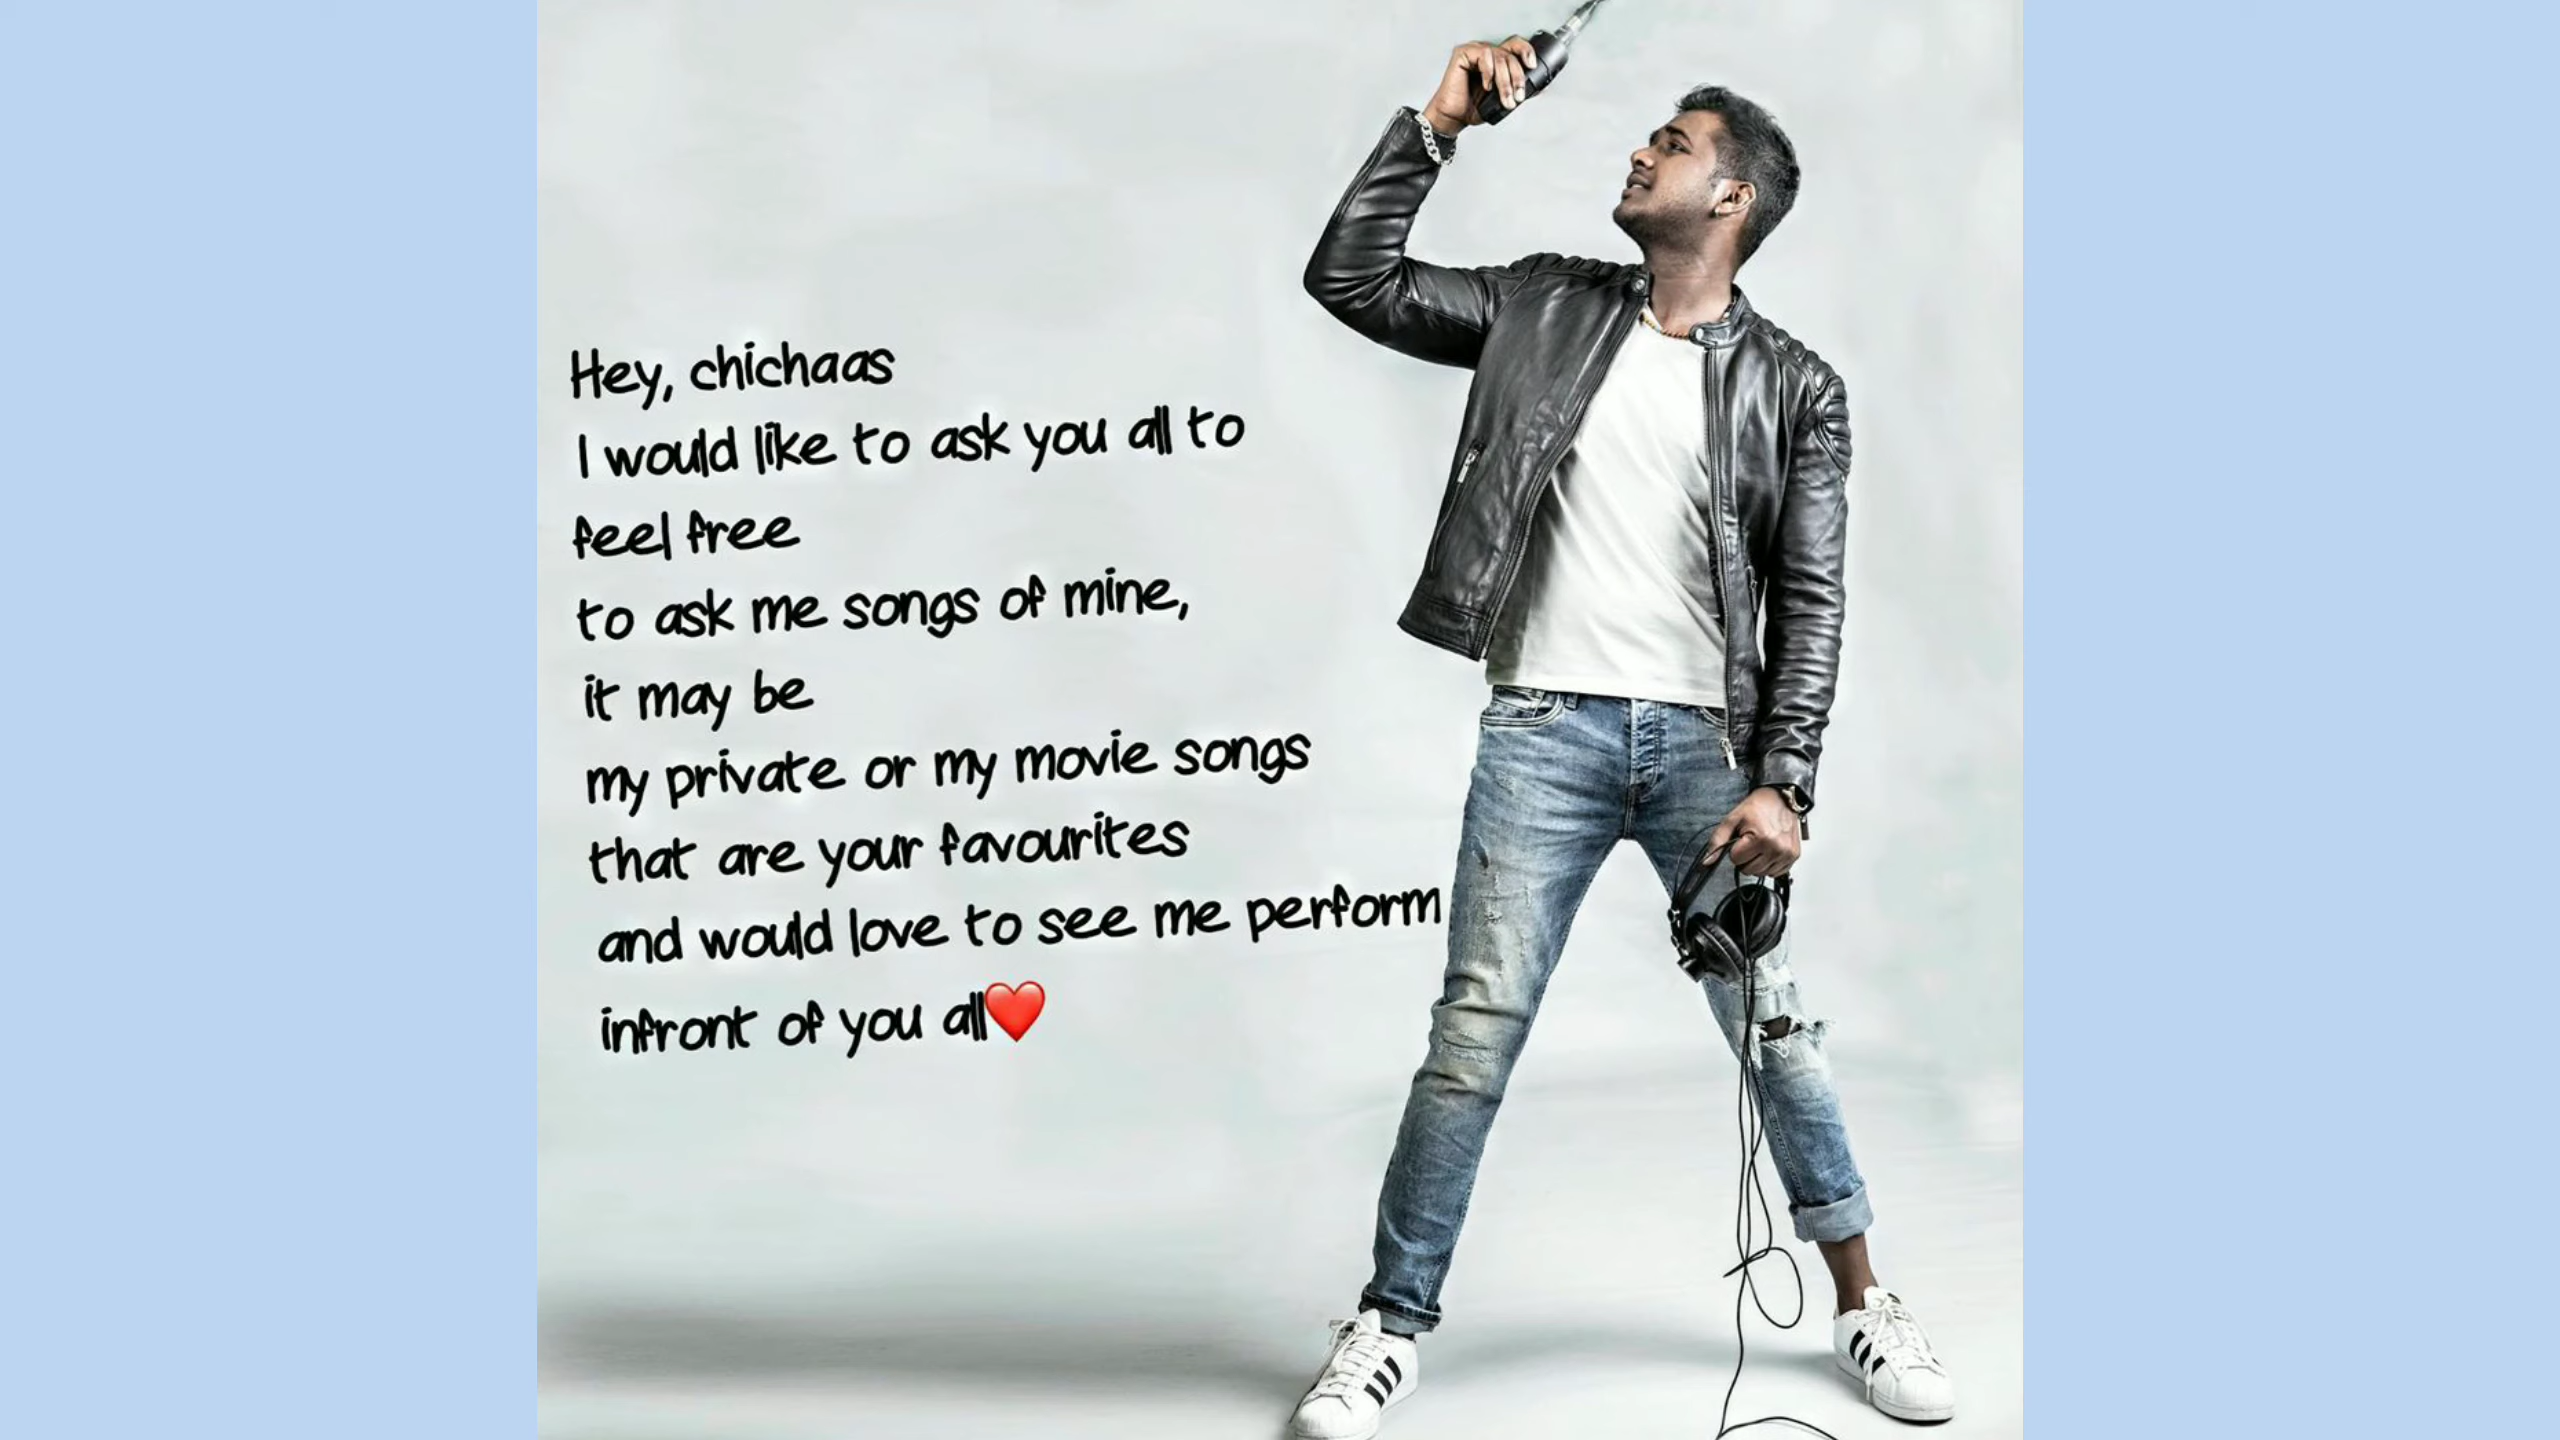 Hey, chichaas
I would like to ask you all to
feel free
to ask me songs of mine,
it may be
my private or my movie songs
that are your favourites
and would love to see me perform
infront of you all❤️